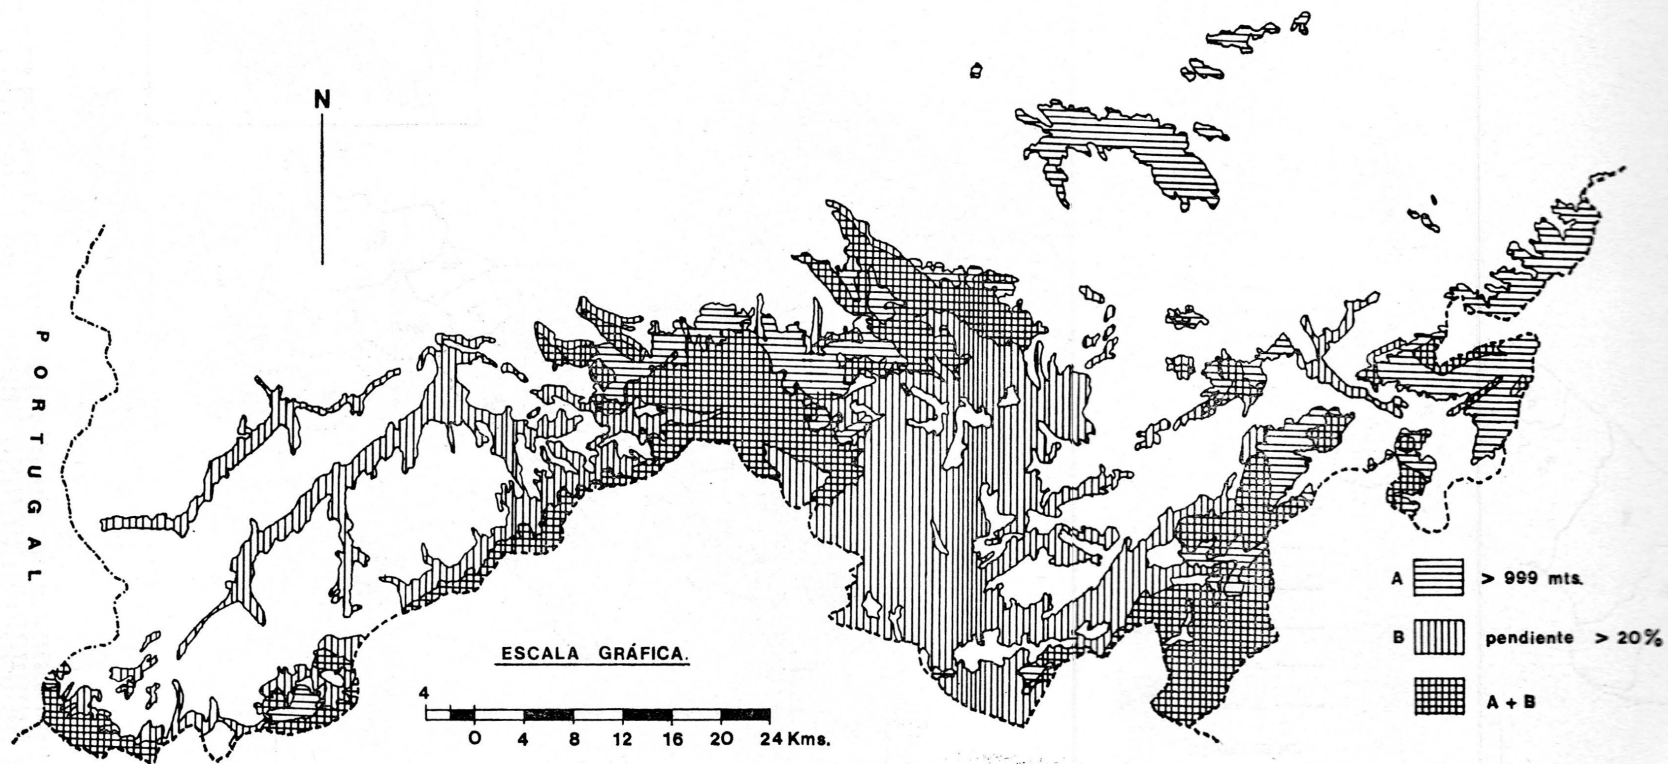 N
PORTUGAL
A > 999 mts.
B pendiente > 20%
A + B
ESCALA GRÁFICA.
4
0 4 8 12 16 20 24 Kms.